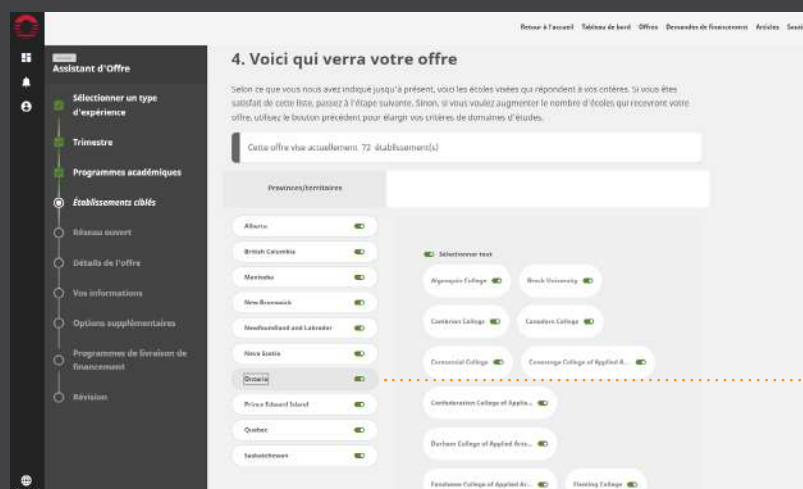 Retour à l'accueil Tableau de bord Offres Demandes de financement Articles
Assistant d'Offre
Sélectionner un type
d'expérience
Trimestre
Programmes académiques
Établissements ciblés
Réseau ouvert
Détails de l'offre
Vos informations
Options supplémentaires
Programmes de livraison de
financement
Révision
4. Voici qui verra votre offre
Selon ce que vous nous avez indiqué jusqu'à présent, voici les écoles visées qui répondent à vos critères. Si vous êtes
satisfait de cette liste, passez à l'étape suivante. Sinon, si vous voulez augmenter le nombre d'écoles qui recevront votre
offre, utilisez le bouton précédent pour élargir vos critères de domaines d'études.
Cette offre vise actuellement 72 établissement(s)
Provinces/territoires
Alberta
British Columbia
Manitoba
New Brunswick
Newfoundland and Labrador
Nova Scotia
Ontario
Prince Edward Island
Quebec
Saskatchewan
Sélectionner tout
Algonquin College Brock University
Cambrian College Canadore College
Centennial College Conestoga College of Applied A...
Confederation College of Applie...
Durham College of Applied Arts...
Fanshawe College of Applied Ar... Fleming College